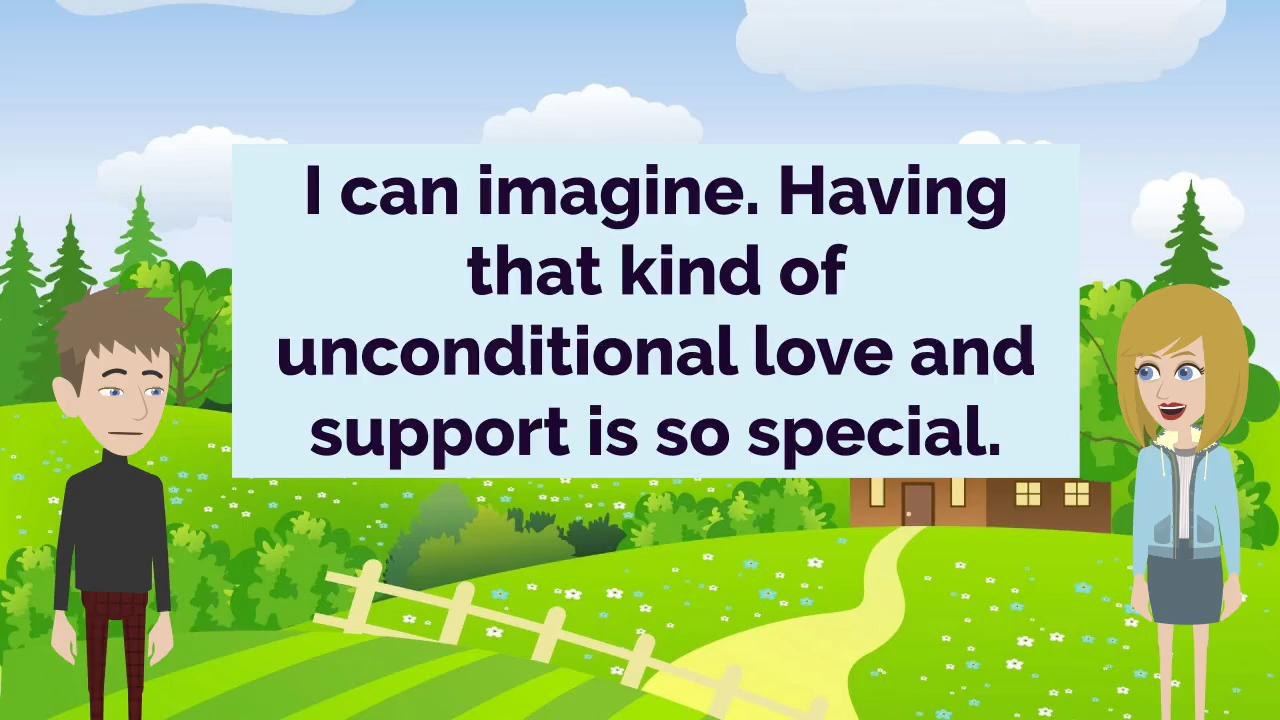 I can imagine. Having
that kind of
unconditional love and
support is so special.